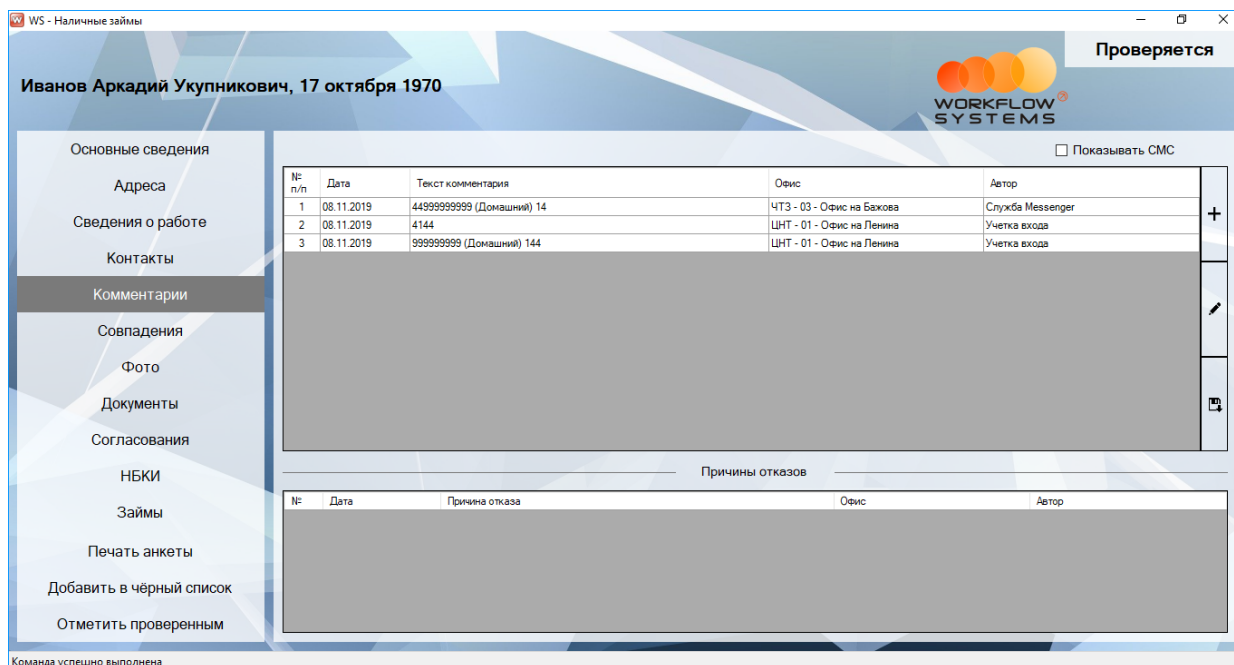 WS - Наличные займы
Проверяется
Иванов Аркадий Укупникович, 17 октября 1970
WORKFLOW
SYSTEMS
Основные сведения
Адреса
Сведения о работе
Контакты
Комментарии
Совпадения
Фото
Документы
Согласования
НБКИ
Займы
Печать анкеты
Добавить в чёрный список
Отметить проверенным
Показывать СМС
№ п/п Дата Текст комментария Офис Автор
1 08.11.2019 44999999999 (Домашний) 14 ЧТЗ - 03 - Офис на Бажова Служба Messenger
2 08.11.2019 4144 ЦНТ - 01 - Офис на Ленина Учетка входа
3 08.11.2019 999999999 (Домашний) 144 ЦНТ - 01 - Офис на Ленина Учетка входа
Причины отказов
№ Дата Причина отказа Офис Автор
Команда успешно выполнена